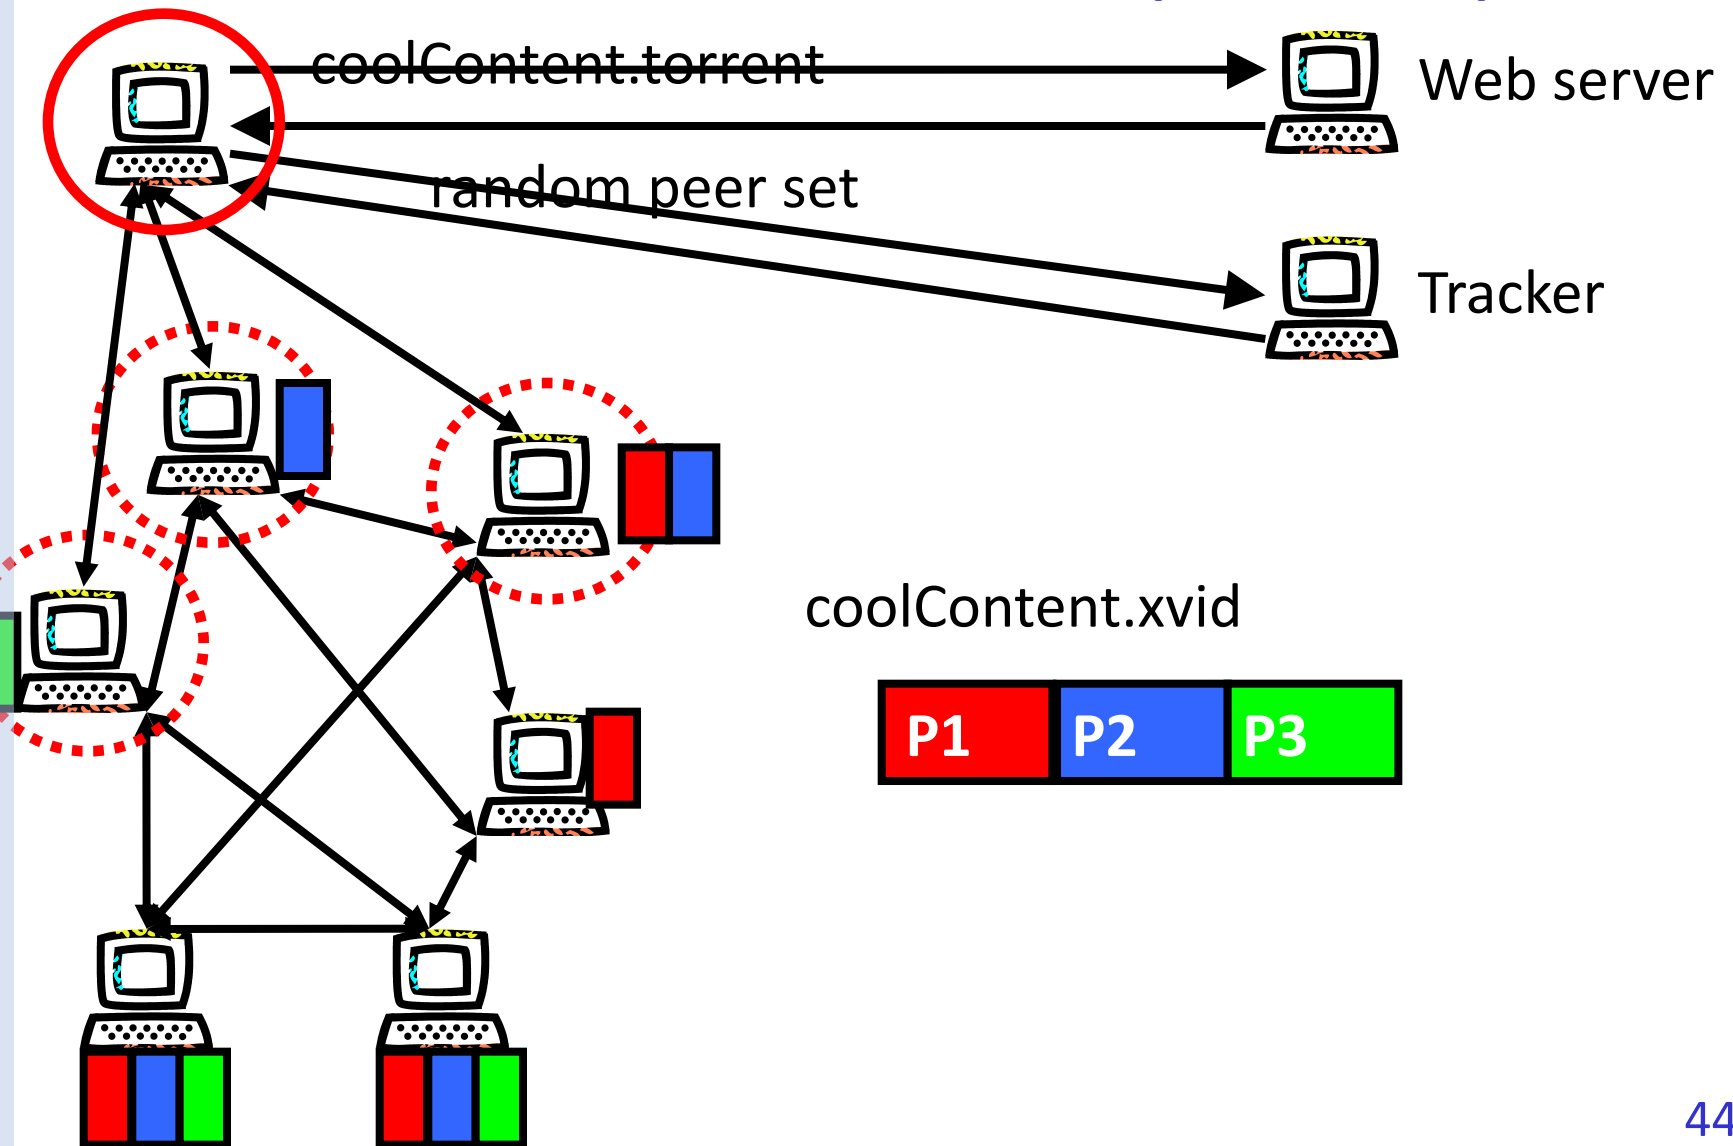 coolContent.torrent
Web server
random peer set
Tracker
coolContent.xvid
P1 P2 P3
44